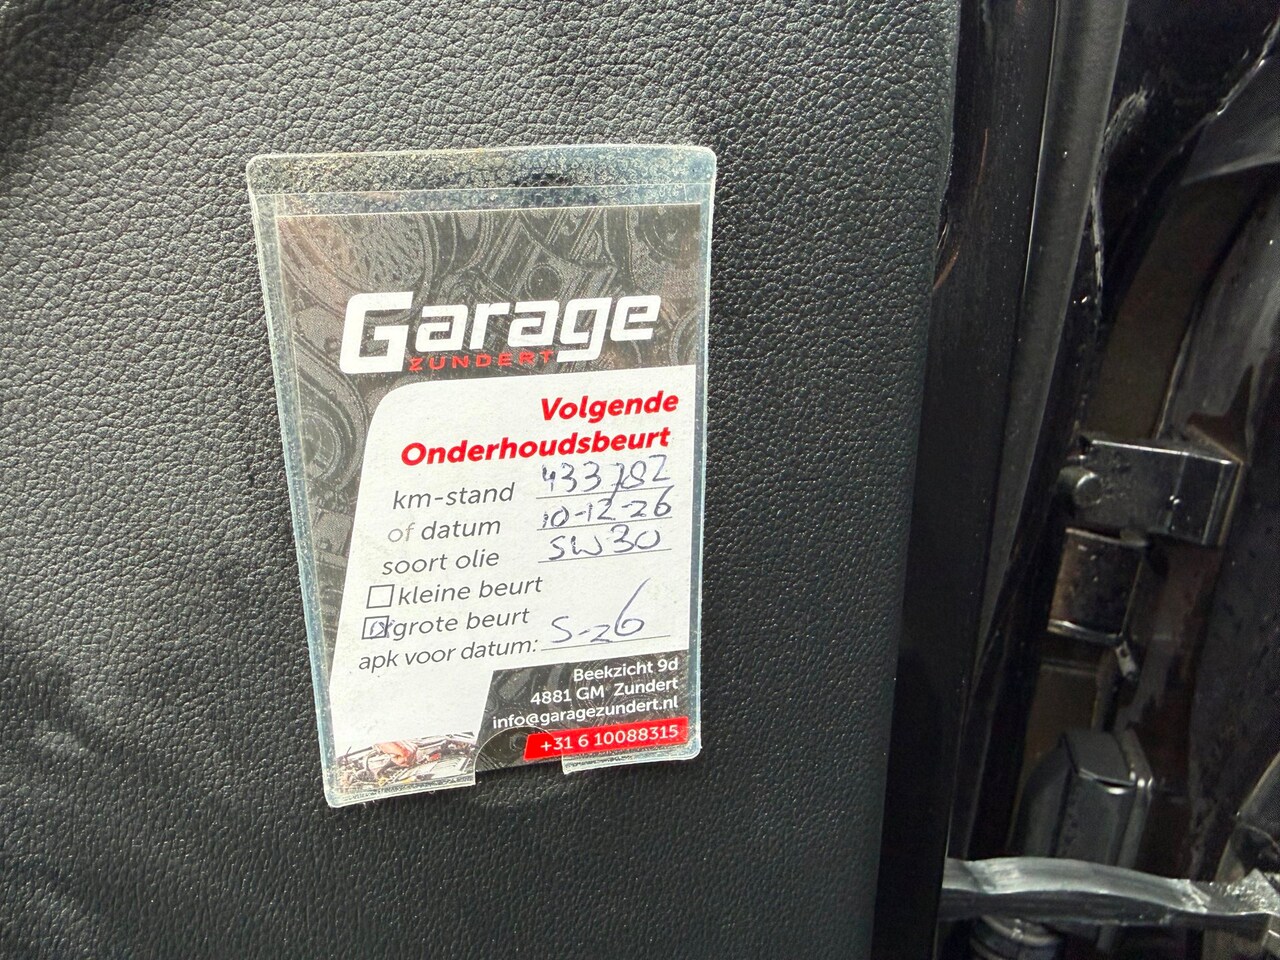 Garage
ZUNDERT
Volgende
Onderhoudsbeurt
km-stand 433782
of datum 10-12-26
soort olie 5W30
kleine beurt
grote beurt
apk voor datum: 5-26
Beekzicht 9d
4881 GM Zundert
info@garagezundert.nl
+31 6 10088315